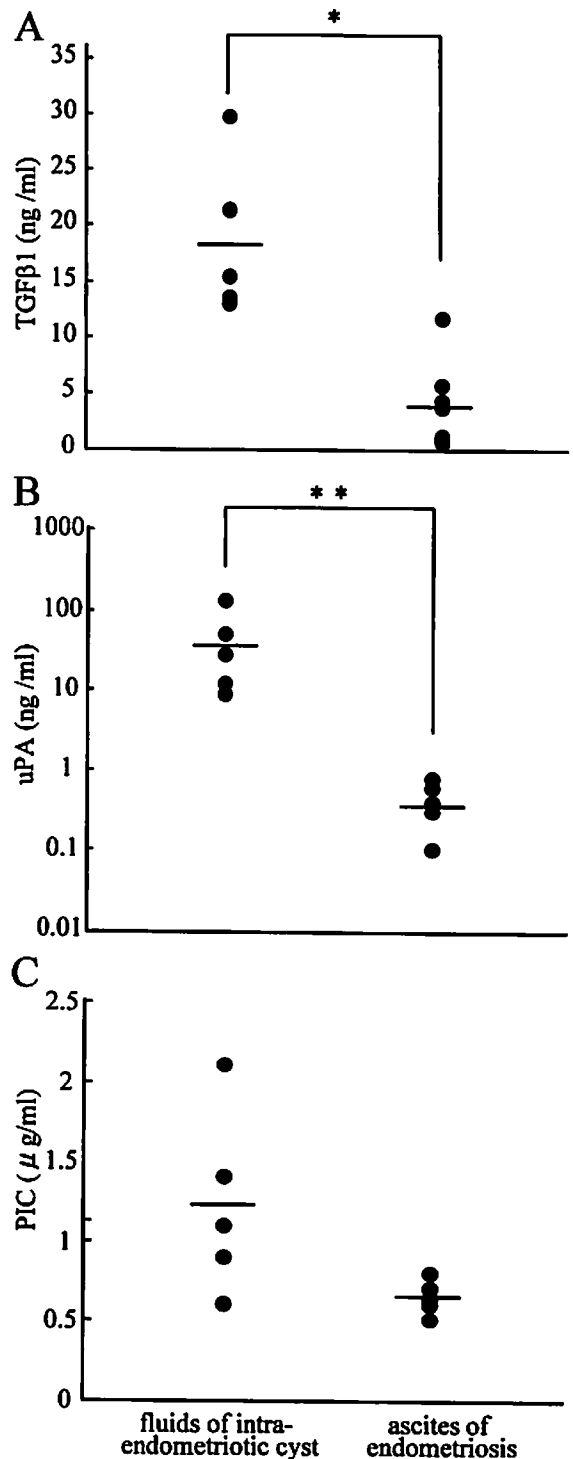 A
*
35
30
25
20
15
10
5
0
TGFβ1 (ng /ml)
B
* *
1000
100
10
1
0.1
0.01
uPA (ng /ml)
C
2.5
2
1.5
1
0.5
0
PIC ( μ g/ml)
fluids of intra-
endometriotic cyst
ascites of
endometriosis